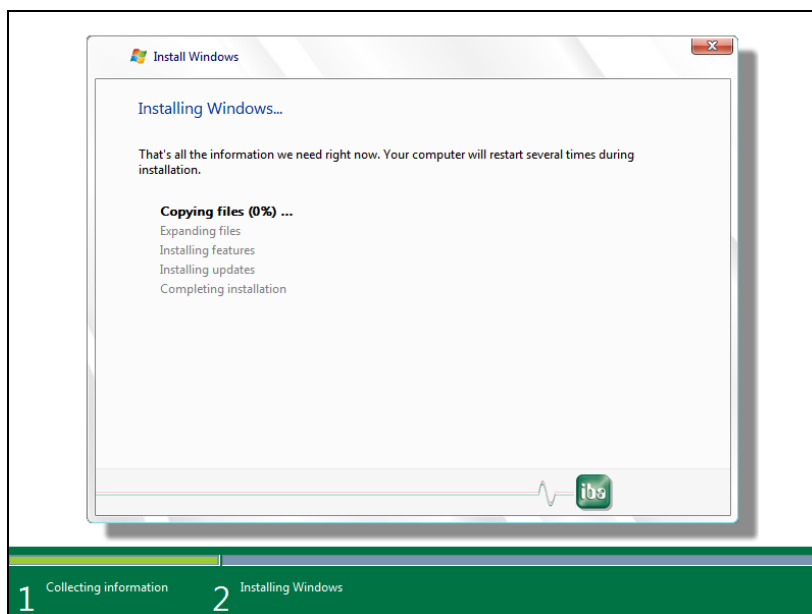 Install Windows
Installing Windows...
That's all the information we need right now. Your computer will restart several times during
installation.
Copying files (0%) ...
Expanding files
Installing features
Installing updates
Completing installation
iba
1 Collecting information 2 Installing Windows